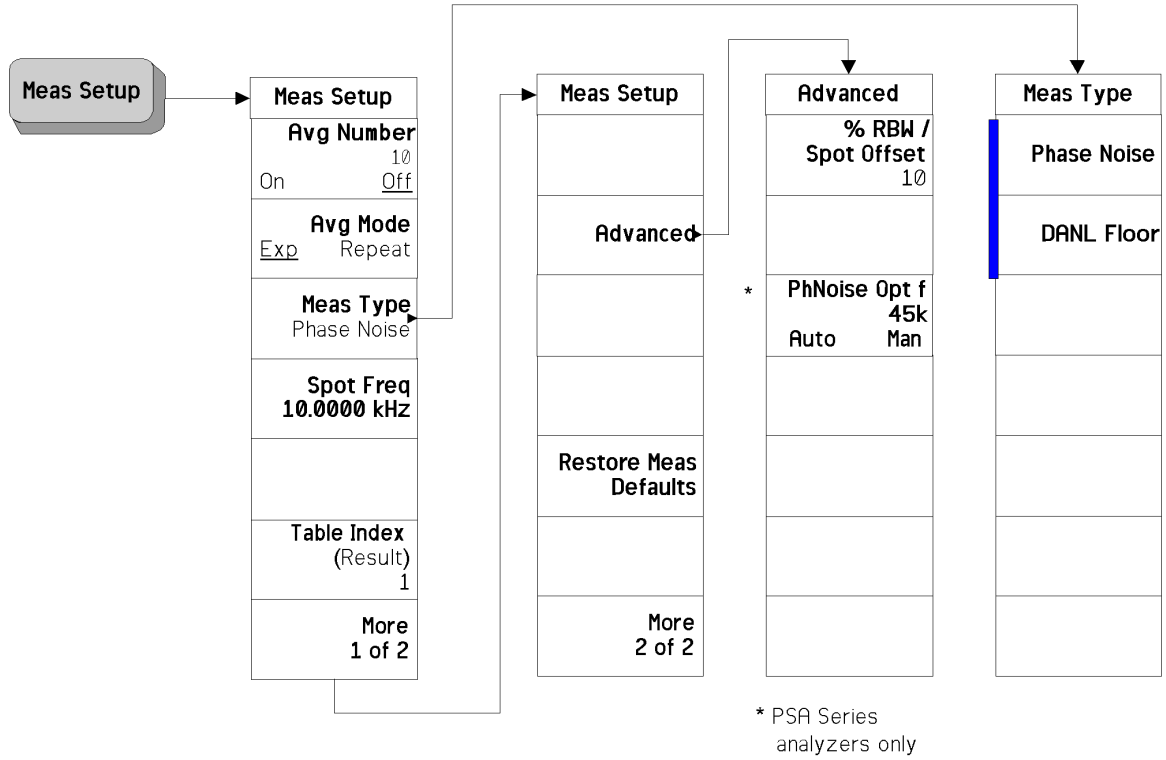 Meas Setup
Meas Setup
Avg Number
10
On Off
Avg Mode
Exp Repeat
Meas Type
Phase Noise
Spot Freq
10.0000 kHz
Table Index
(Result)
1
More
1 of 2
Meas Setup
Advanced
Restore Meas
Defaults
More
2 of 2
Advanced
% RBW /
Spot Offset
10
* PhNoise Opt f
45k
Auto Man
Meas Type
Phase Noise
DANL Floor
* PSA Series
analyzers only